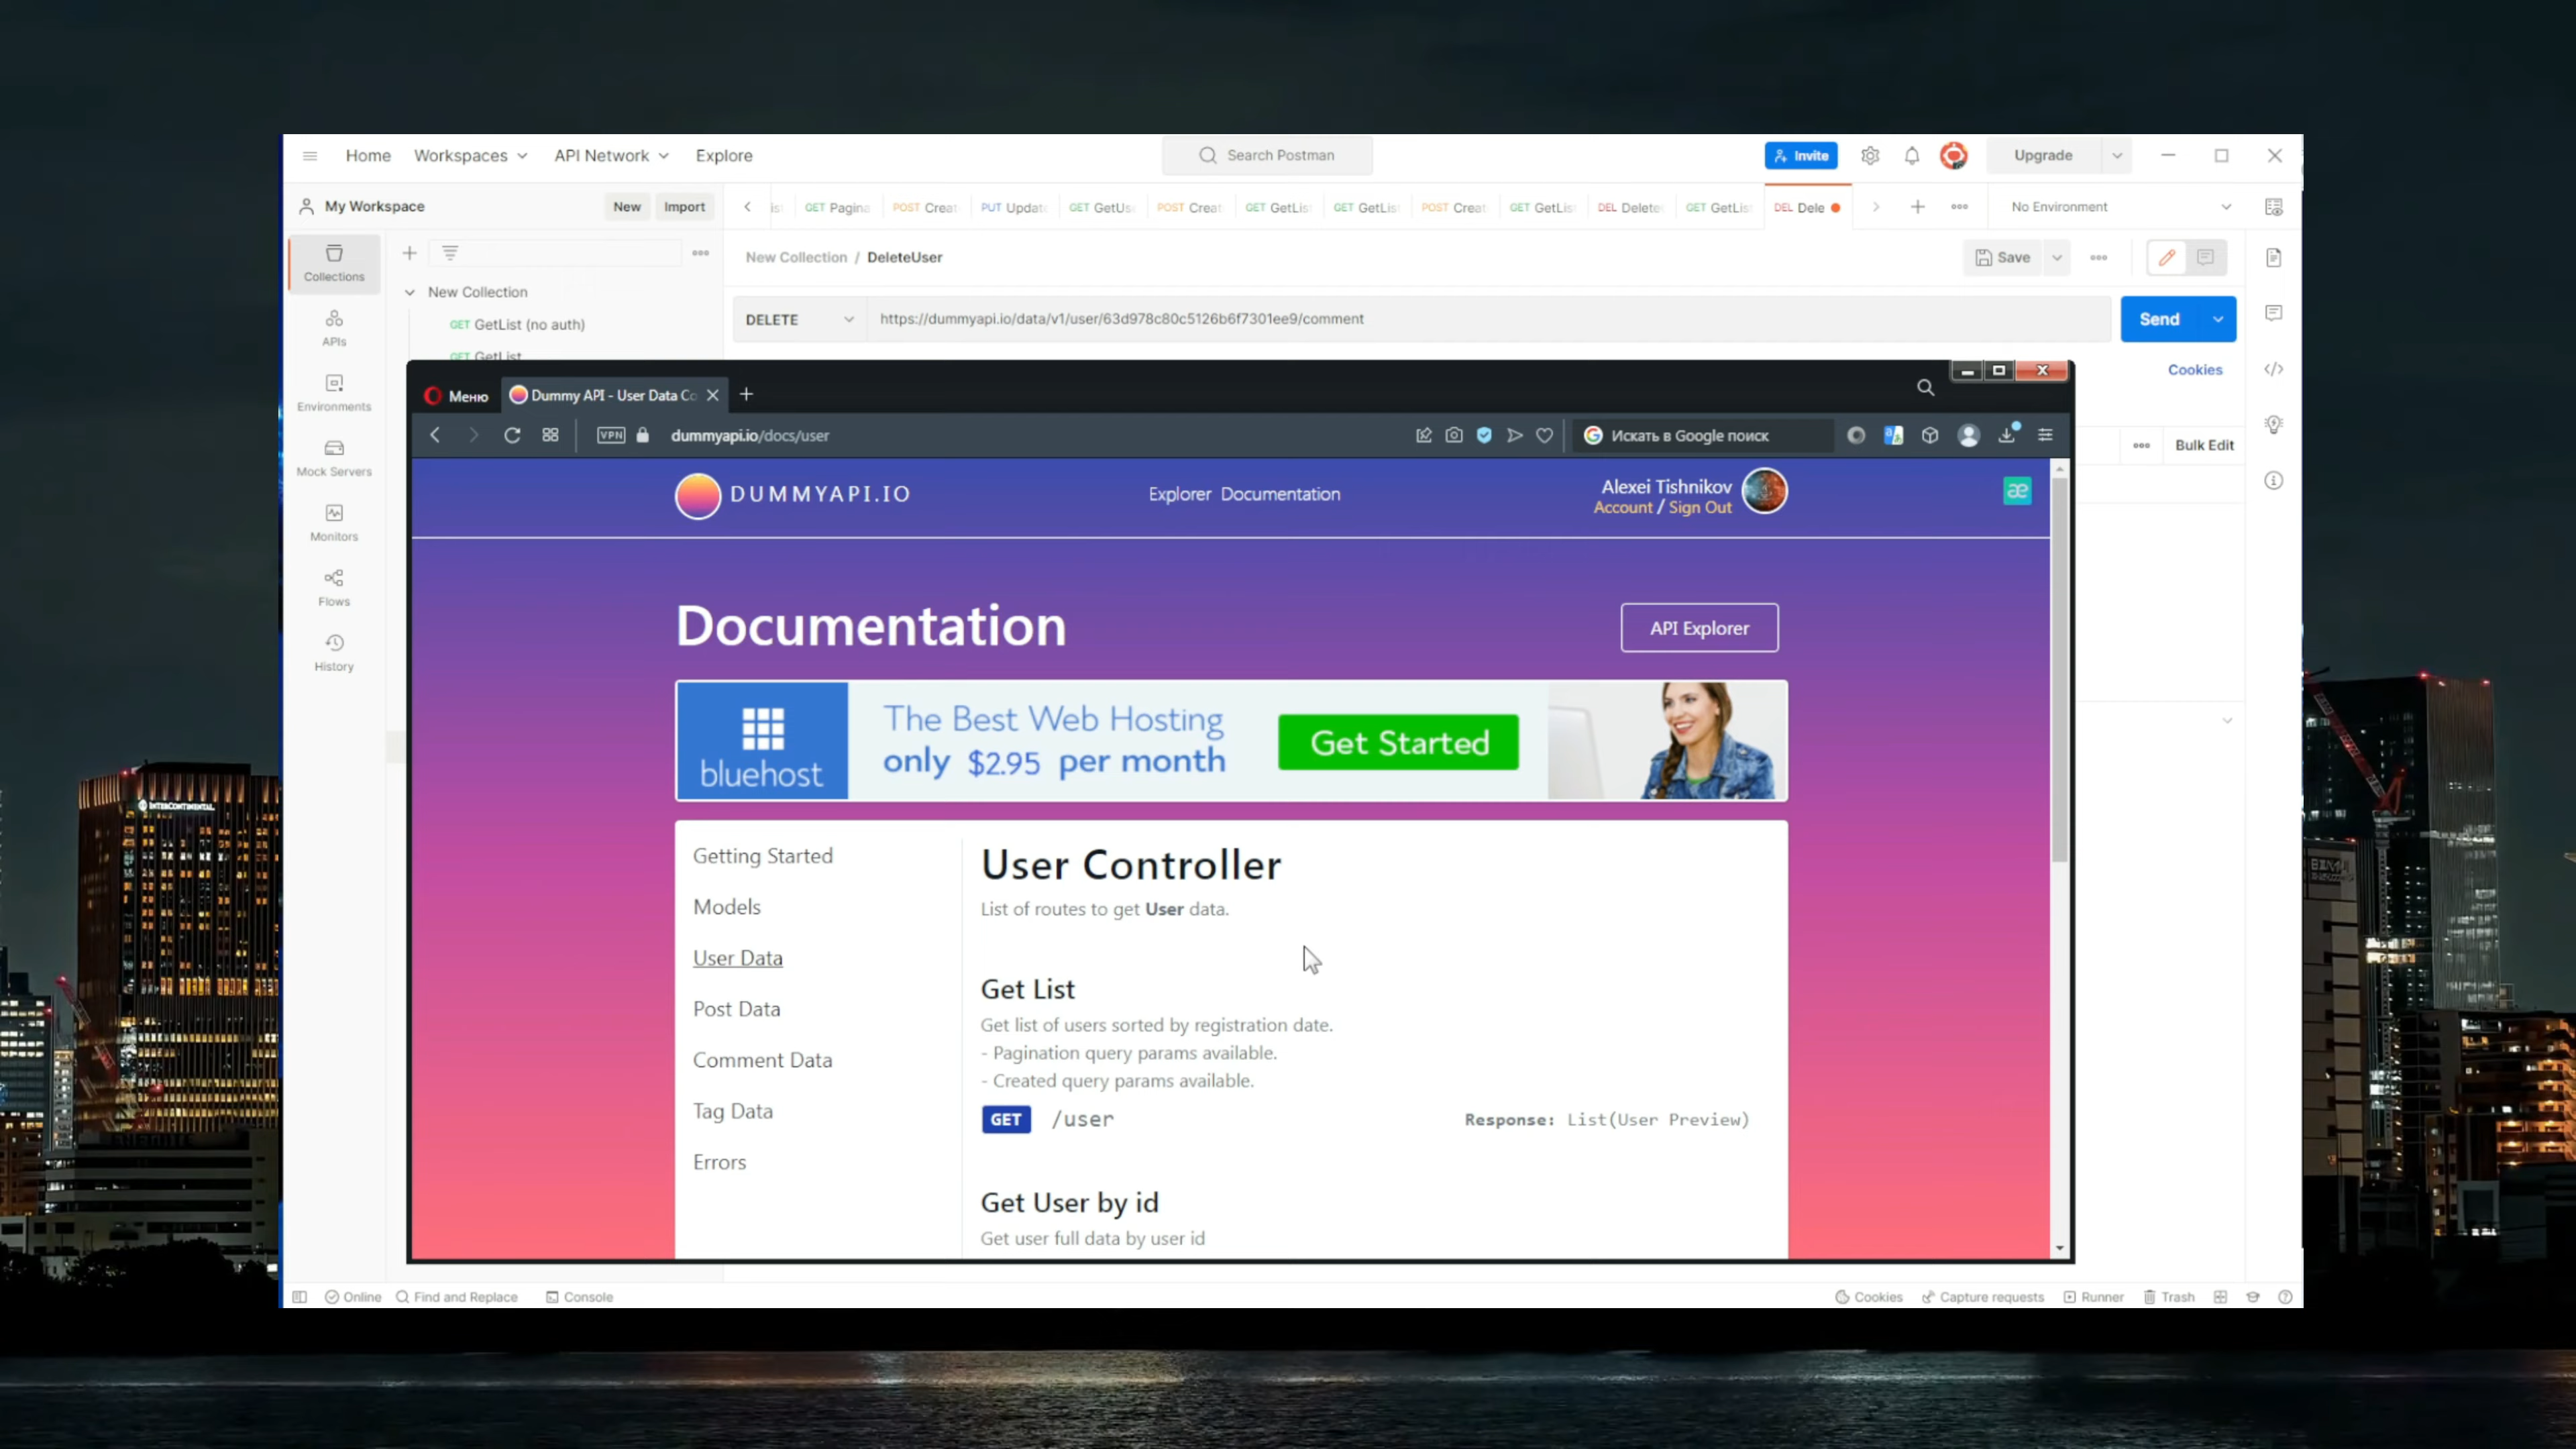 Home Workspaces API Network Explore Search Postman Invite Upgrade
My Workspace New Import GET Pagina POST Creat PUT Update GET GetUs POST Creat GET GetLis GET GetLis POST Creat GET GetLis DEL Delete GET GetLis DEL Dele No Environment
New Collection / DeleteUser Save
Collections
New Collection
GET GetList (no auth)
GET GetList
DELETE https://dummyapi.io/data/v1/user/63d978c80c5126b6f7301ee9/comment Send
APIs
Environments
Mock Servers
Monitors
Flows
History
Cookies
Bulk Edit
Меню Dummy API - User Data Co
VPN dummyapi.io/docs/user Искать в Google поиск
DUMMYAPI.IO Explorer Documentation Alexei Tishnikov
Account / Sign Out
æ
Documentation API Explorer
bluehost The Best Web Hosting
only $2.95 per month
Get Started
Getting Started
Models
User Data
Post Data
Comment Data
Tag Data
Errors
User Controller
List of routes to get User data.
Get List
Get list of users sorted by registration date.
- Pagination query params available.
- Created query params available.
GET /user Response: List(User Preview)
Get User by id
Get user full data by user id
Online Find and Replace Console Cookies Capture requests Runner Trash
INTERCONTINENTAL